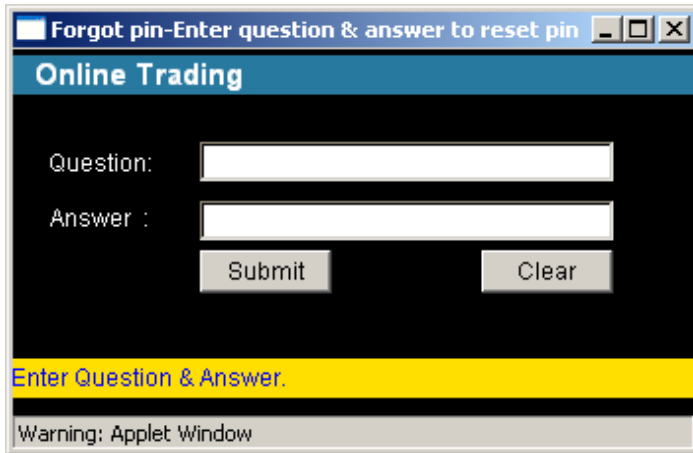 Forgot pin-Enter question & answer to reset pin
Online Trading
Question:
Answer :
Submit Clear
Enter Question & Answer.
Warning: Applet Window